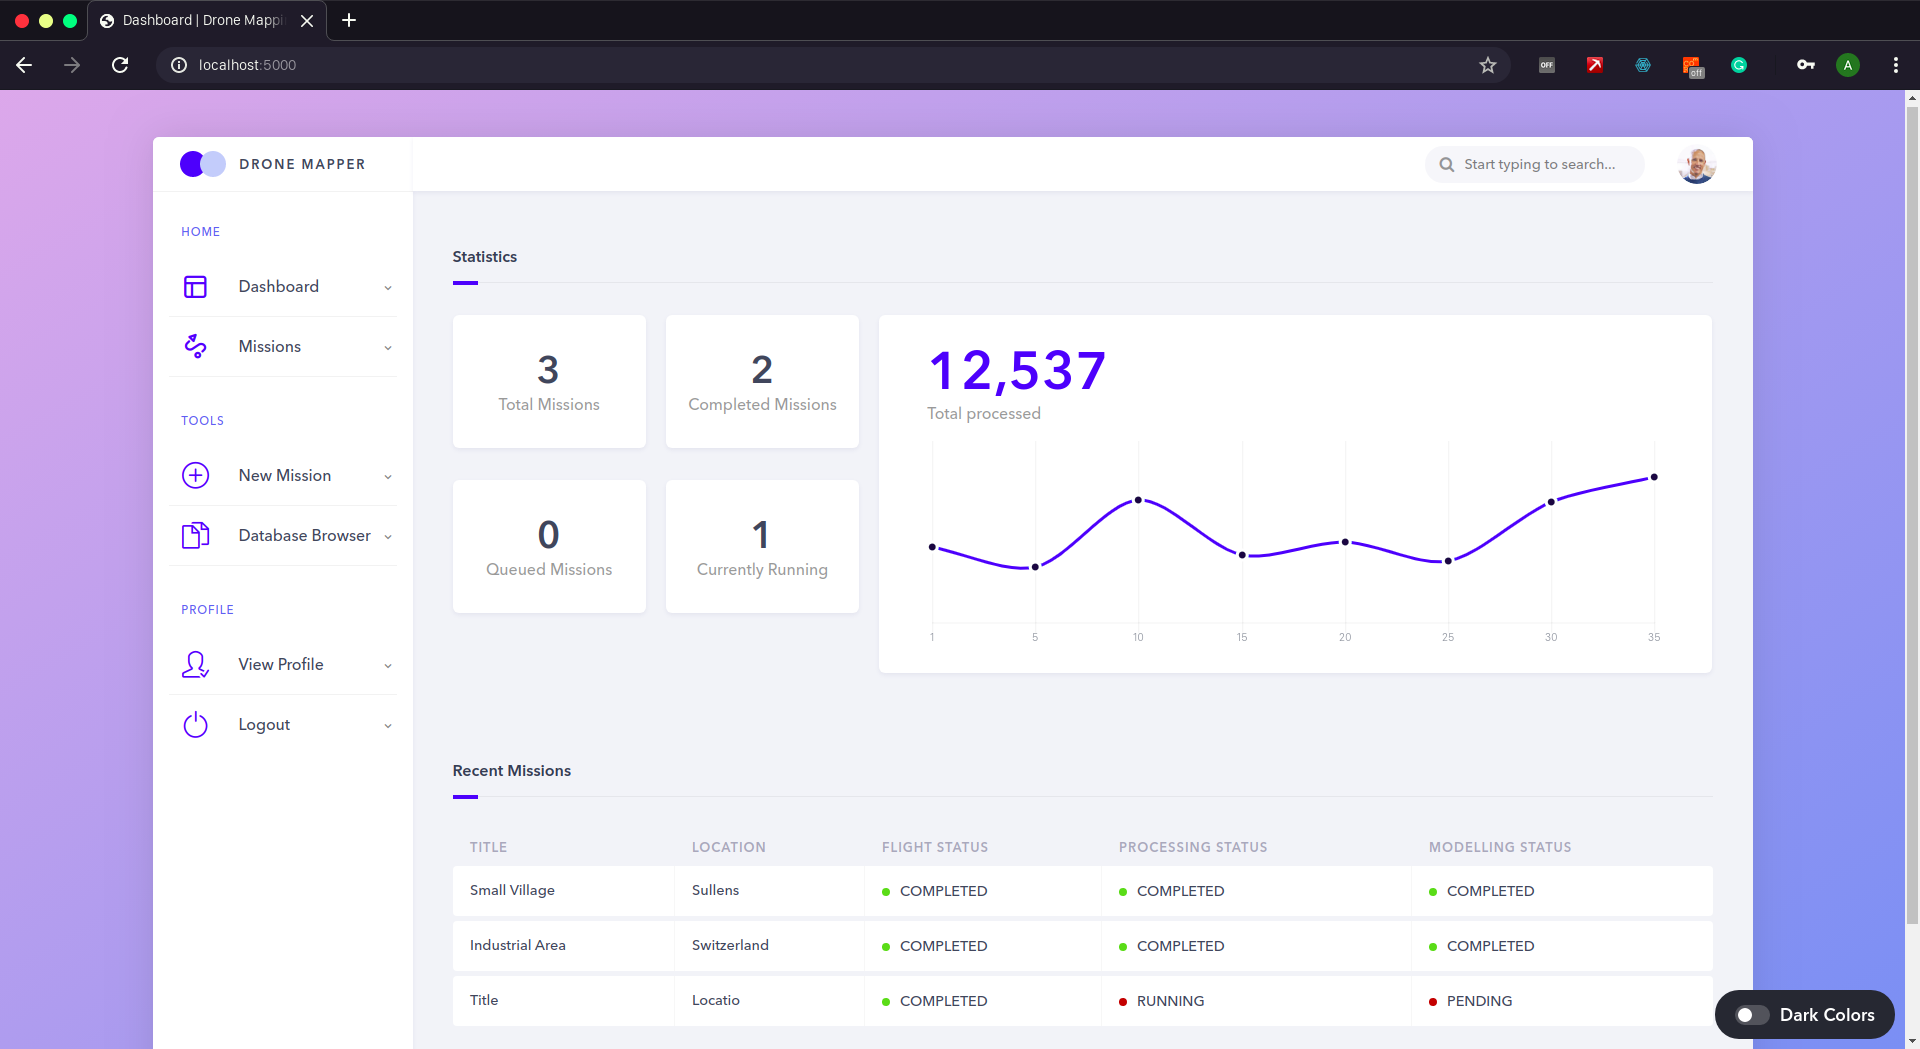 Dashboard | Drone Mappi
localhost:5000
OFF
off
A
DRONE MAPPER
Start typing to search...
HOME
Dashboard
Missions
TOOLS
New Mission
Database Browser
PROFILE
View Profile
Logout
Statistics
3
Total Missions
2
Completed Missions
0
Queued Missions
1
Currently Running
12,537
Total processed
1 5 10 15 20 25 30 35
Recent Missions
TITLE LOCATION FLIGHT STATUS PROCESSING STATUS MODELLING STATUS
Small Village Sullens COMPLETED COMPLETED COMPLETED
Industrial Area Switzerland COMPLETED COMPLETED COMPLETED
Title Locatio COMPLETED RUNNING PENDING
Dark Colors